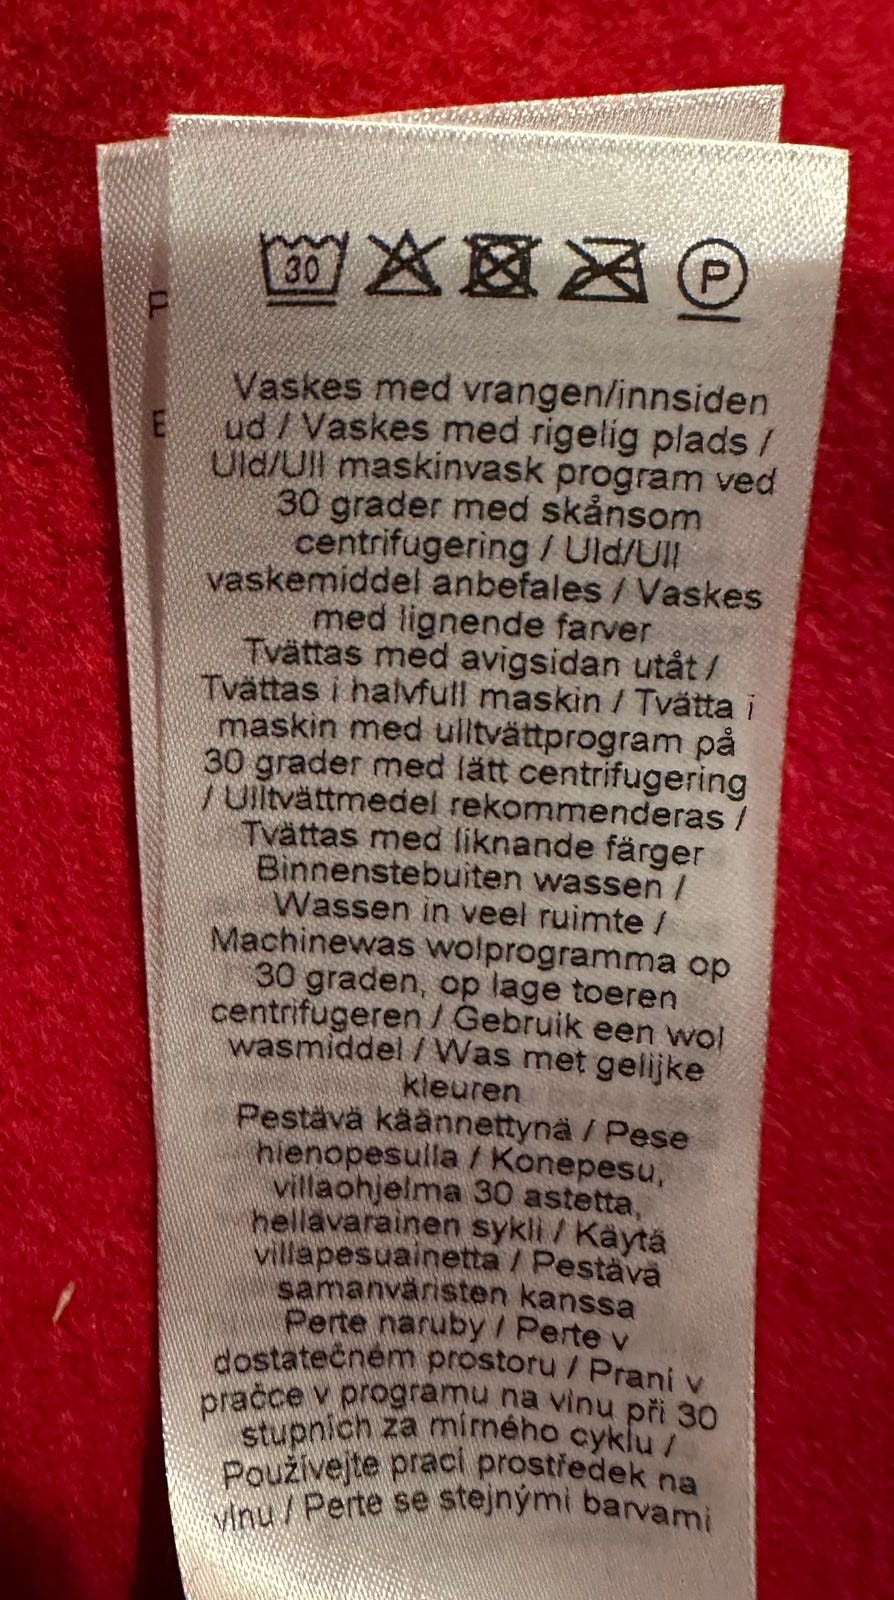 30 P
P
E
Vaskes med vrangen/innsiden
ud / Vaskes med rigelig plads /
Uld/Ull maskinvask program ved
30 grader med skånsom
centrifugering / Uld/Ull
vaskemiddel anbefales / Vaskes
med lignende farver
Tvättas med avigsidan utåt /
Tvättas i halvfull maskin / Tvätta i
maskin med ulltvättprogram på
30 grader med lätt centrifugering
/ Ulltvättmedel rekommenderas /
Tvättas med liknande färger
Binnenstebuiten wassen /
Wassen in veel ruimte /
Machinewas wolprogramma op
30 graden, op lage toeren
centrifugeren / Gebruik een wol
wasmiddel / Was met gelijke
kleuren
Pestävä käännettynä / Pese
hienopesulla / Konepesu,
villaohjelma 30 astetta,
hellävarainen sykli / Käytä
villapesuainetta / Pestävä
samanväristen kanssa
Perte naruby / Perte v
dostatečném prostoru / Praní v
pračce v programu na vlnu při 30
stupních za mírného cyklu /
Používejte prací prostředek na
vlnu / Perte se stejnými barvami